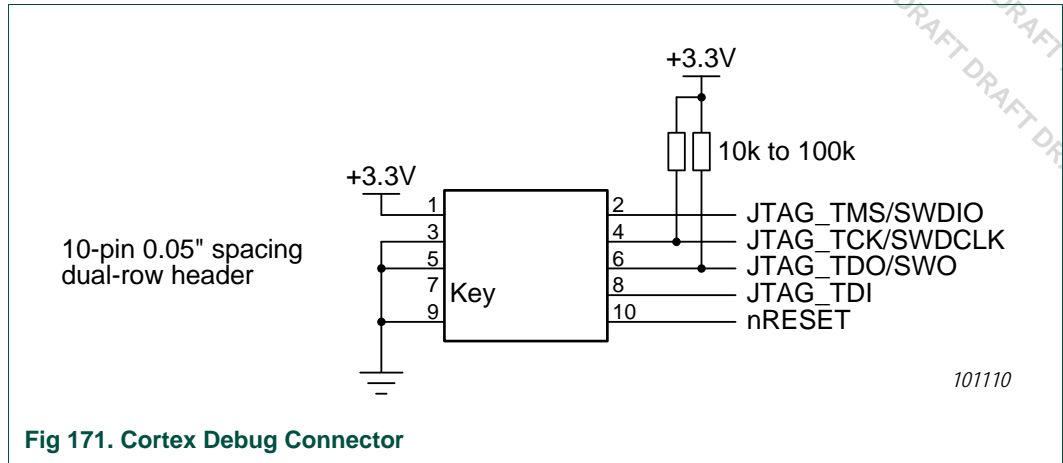 DRAFT DRAFT DRA
DRAFT
+3.3V
10k to 100k
+3.3V
10-pin 0.05" spacing
dual-row header
1
3
5
7
9
Key
2
4
6
8
10
JTAG_TMS/SWDIO
JTAG_TCK/SWDCLK
JTAG_TDO/SWO
JTAG_TDI
nRESET
101110
Fig 171. Cortex Debug Connector